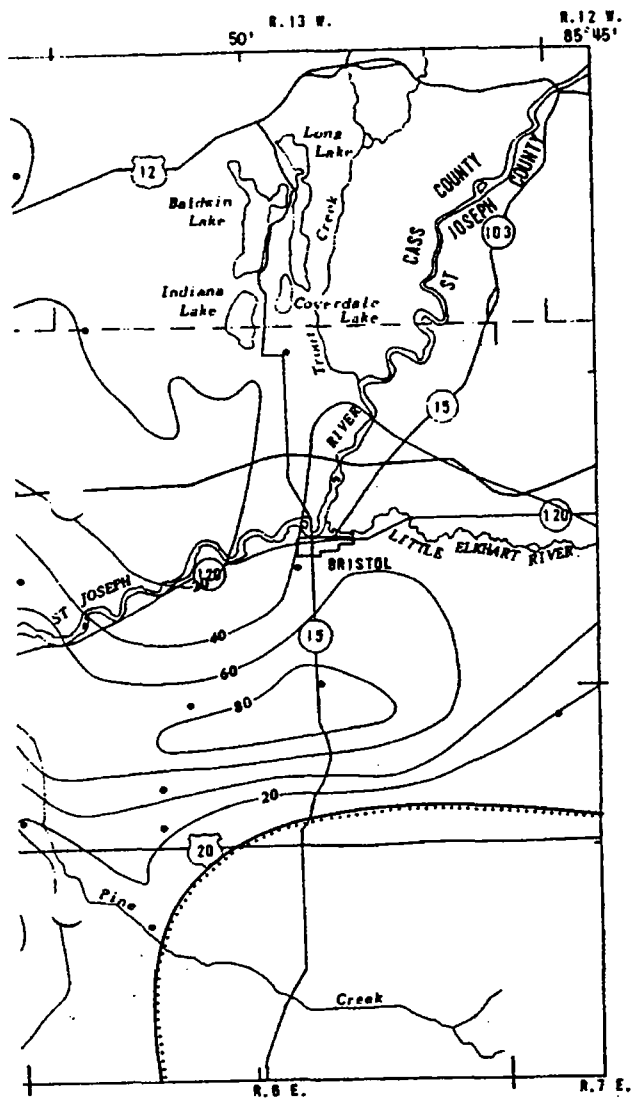 R.13 W.
R.12 W.
50'
85°45'
Long
Lake
12
COUNTY
COUNTY
Baldwin
Lake
Creek
CASS
ST JOSEPH
103
Indiana
Lake
Coverdale
Lake
Trout
15
RIVER
120
LITTLE ELKHART RIVER
BRISTOL
120
20
ST JOSEPH
40
15
60
80
20
20
Pine
Creek
R.6 E.
R.7 E.